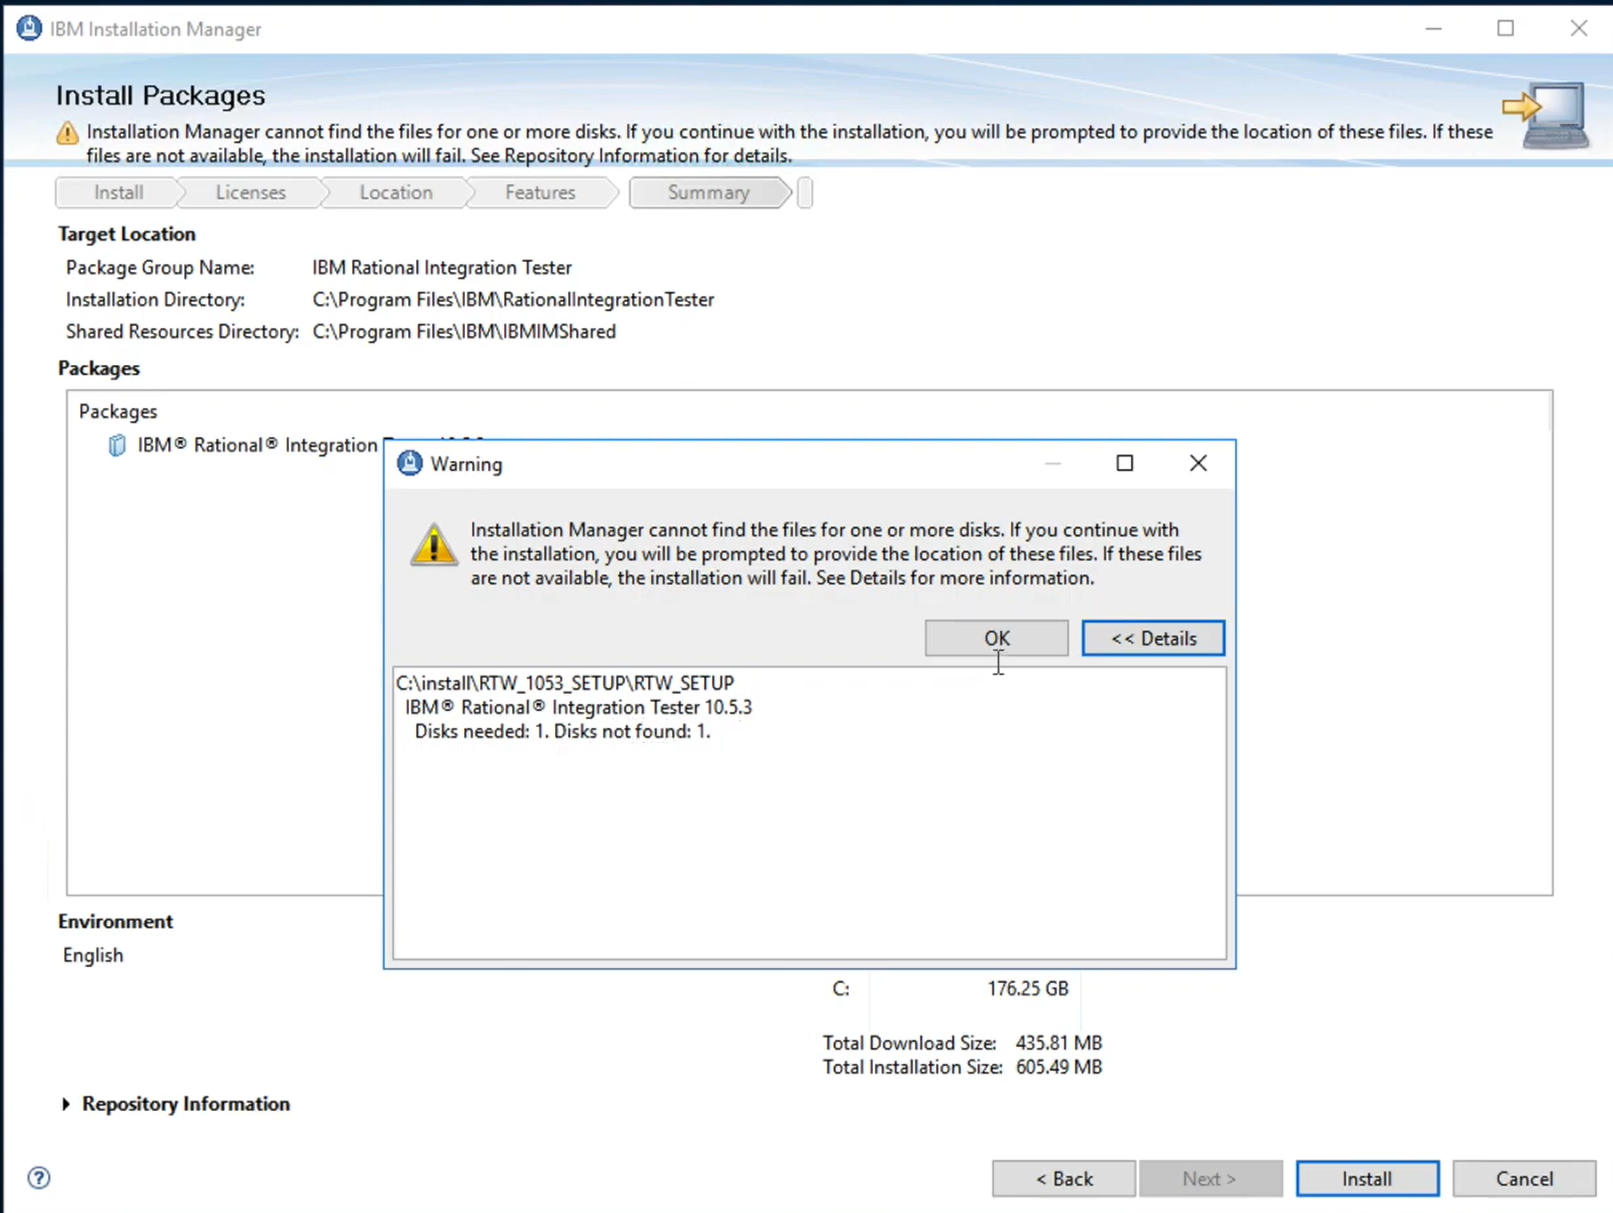 IBM Installation Manager
Install Packages
Installation Manager cannot find the files for one or more disks. If you continue with the installation, you will be prompted to provide the location of these files. If these
files are not available, the installation will fail. See Repository Information for details.
Install
Licenses
Location
Features
Summary
Target Location
Package Group Name: IBM Rational Integration Tester
Installation Directory: C:\Program Files\IBM\RationalIntegrationTester
Shared Resources Directory: C:\Program Files\IBM\IBMIMShared
Packages
Packages
IBM® Rational® Integration
Warning
Installation Manager cannot find the files for one or more disks. If you continue with
the installation, you will be prompted to provide the location of these files. If these files
are not available, the installation will fail. See Details for more information.
OK
<< Details
C:\install\RTW_1053_SETUP\RTW_SETUP
IBM® Rational® Integration Tester 10.5.3
Disks needed: 1. Disks not found: 1.
Environment
English
C: 176.25 GB
Total Download Size: 435.81 MB
Total Installation Size: 605.49 MB
Repository Information
?
< Back
Next >
Install
Cancel